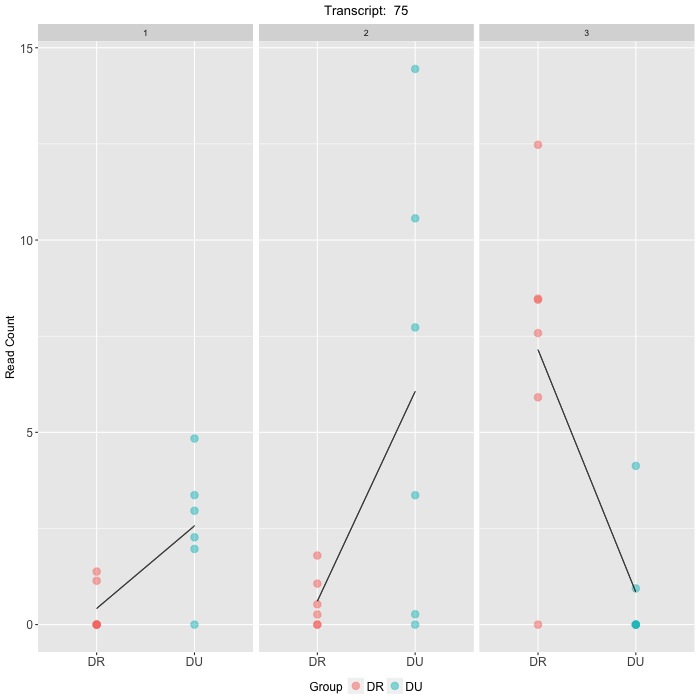 Transcript: 75
1 2 3
15
10
5
0
Read Count
DR DU DR DU DR DU
Group DR DU